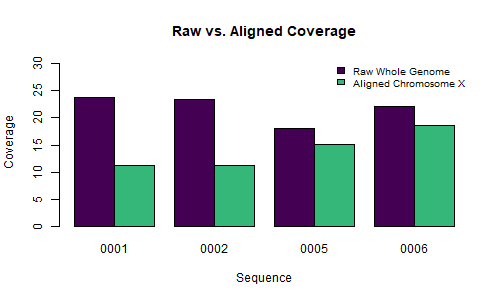 Raw vs. Aligned Coverage
Raw Whole Genome
Aligned Chromosome X
Coverage
30
25
20
15
10
5
0
0001 0002 0005 0006
Sequence